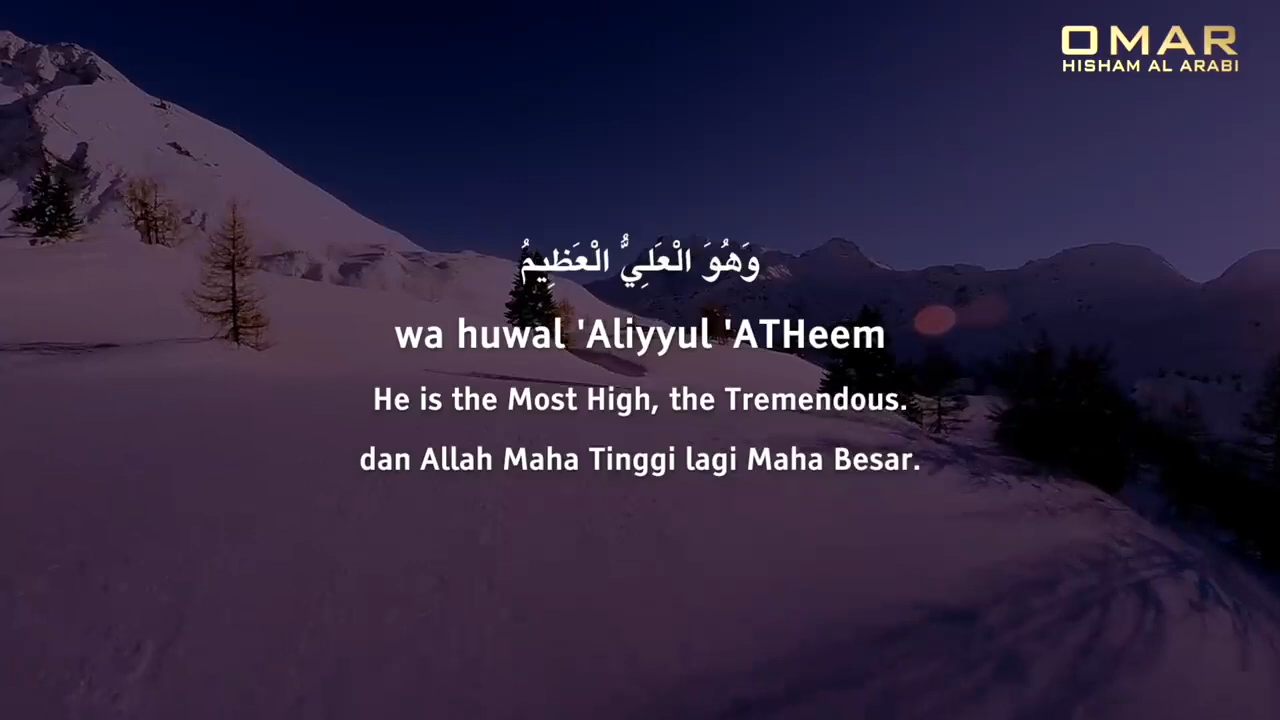 OMAR
HISHAM AL ARABI
وَهُوَ الْعَلِيُّ الْعَظِيمُ
wa huwal 'Aliyyul 'ATHeem
He is the Most High, the Tremendous.
dan Allah Maha Tinggi lagi Maha Besar.